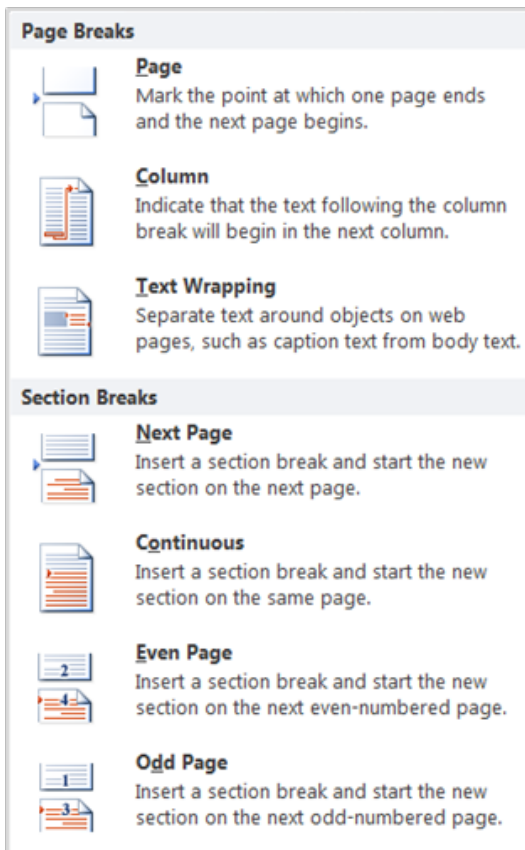 Page Breaks
Page
Mark the point at which one page ends
and the next page begins.
Column
Indicate that the text following the column
break will begin in the next column.
Text Wrapping
Separate text around objects on web
pages, such as caption text from body text.
Section Breaks
Next Page
Insert a section break and start the new
section on the next page.
Continuous
Insert a section break and start the new
section on the same page.
2
4
Even Page
Insert a section break and start the new
section on the next even-numbered page.
1
3
Odd Page
Insert a section break and start the new
section on the next odd-numbered page.